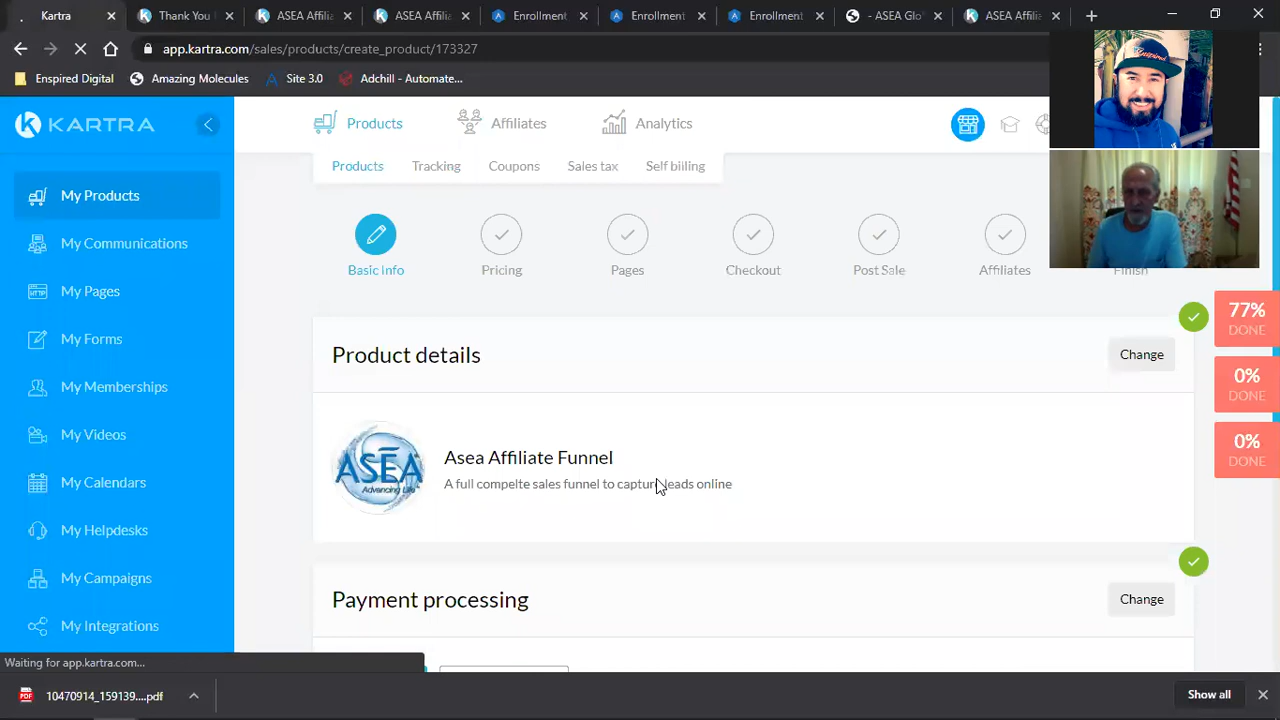 Kartra
Thank You
ASEA Affilia
ASEA Affilia
Enrollment
Enrollment
Enrollment
- ASEA Glo
ASEA Affilia
app.kartra.com/sales/products/create_product/173327
Enspired Digital
Amazing Molecules
Site 3.0
Adchill - Automate...
KARTRA
Products
Affiliates
Analytics
Products
Tracking
Coupons
Sales tax
Self biiling
My Products
My Communications
My Pages
My Forms
My Memberships
My Videos
My Calendars
My Helpdesks
My Campaigns
My Integrations
Basic info
Pricing
Pages
Checkout
Post Sale
Affiliates
Finish
77%
DONE
0%
DONE
0%
DONE
Product details
Change
ASEA
Advancing Life
Asea Affiliate Funnel
A full compelte sales funnel to capture leads online
Payment processing
Change
Waiting for app.kartra.com...
10470914_159139....pdf
Show all